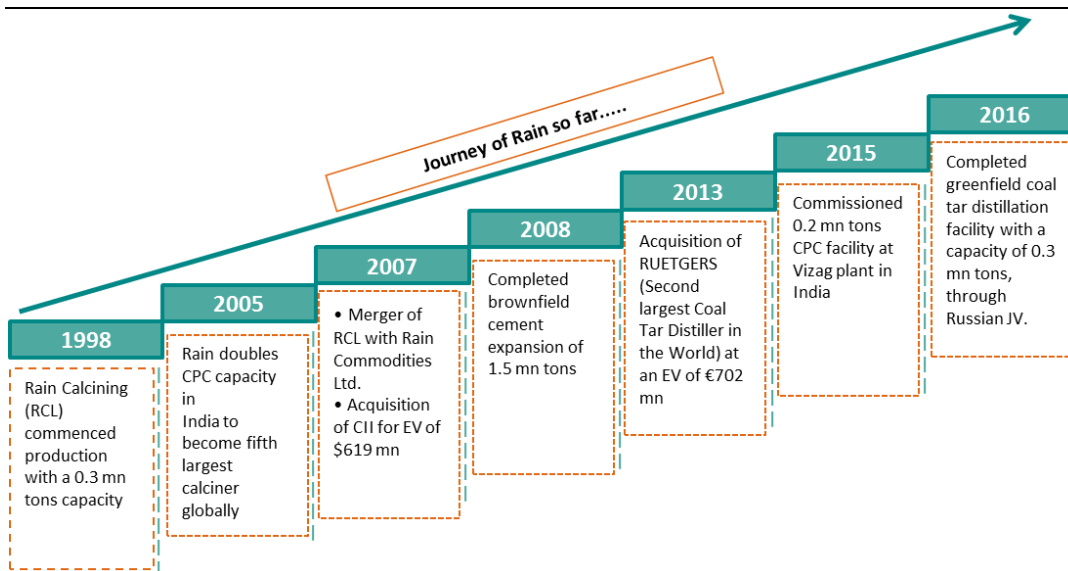 Journey of Rain so far.....
1998
Rain Calcining
(RCL)
commenced
production
with a 0.3 mn
tons capacity
2005
Rain doubles
CPC capacity
in
India to
become fifth
largest
calciner
globally
2007
• Merger of
RCL with Rain
Commodities
Ltd.
• Acquisition
of CII for EV of
$619 mn
2008
Completed
brownfield
cement
expansion of
1.5 mn tons
2013
Acquisition of
RUETGERS
(Second
largest Coal
Tar Distiller in
the World) at
an EV of €702
mn
2015
Commissioned
0.2 mn tons
CPC facility at
Vizag plant in
India
2016
Completed
greenfield coal
tar distillation
facility with a
capacity of 0.3
mn tons,
through
Russian JV.